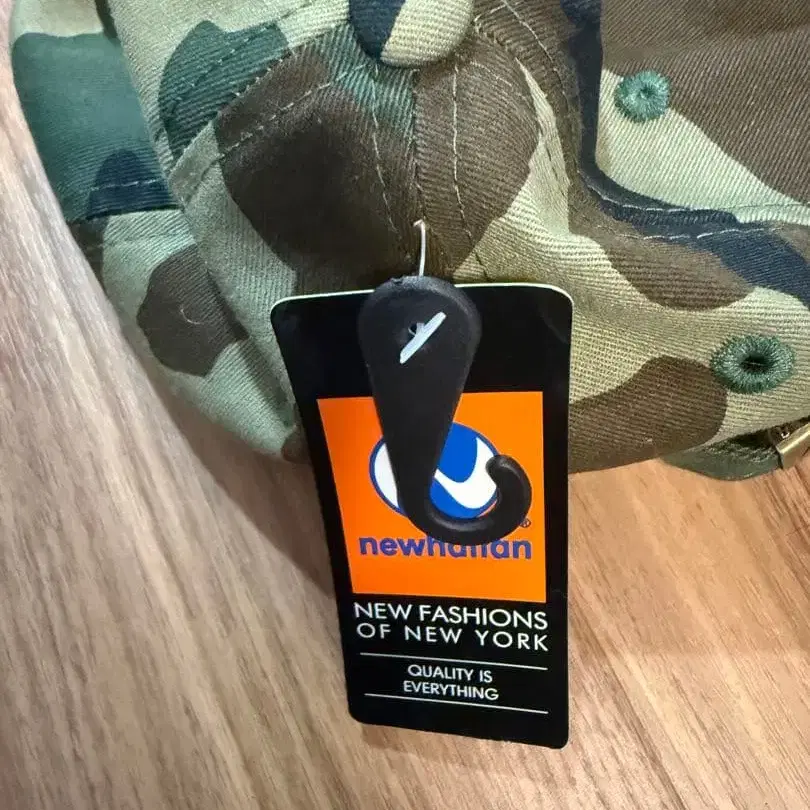 newhattan
NEW FASHIONS
OF NEW YORK
QUALITY IS
EVERYTHING